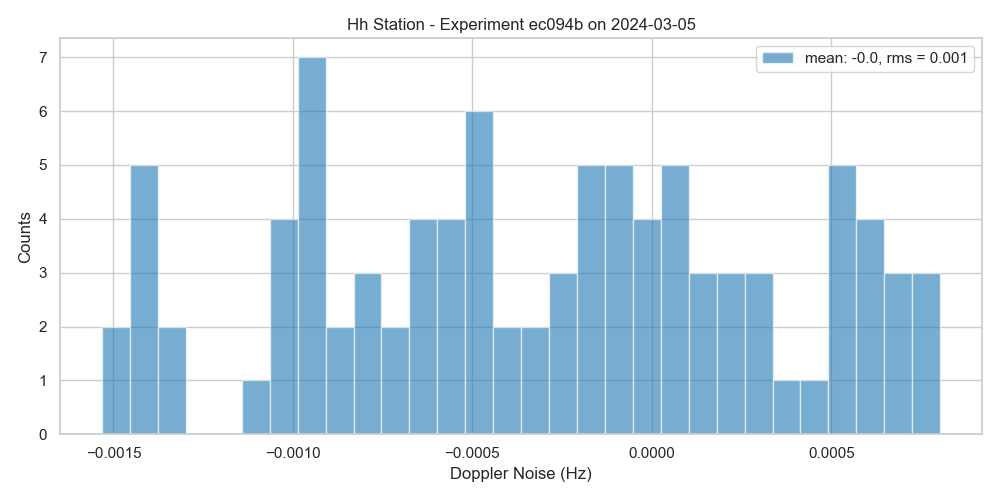 Hh Station - Experiment ec094b on 2024-03-05
mean: -0.0, rms = 0.001
Counts
7
6
5
4
3
2
1
0
−0.0015 −0.0010 −0.0005 0.0000 0.0005
Doppler Noise (Hz)